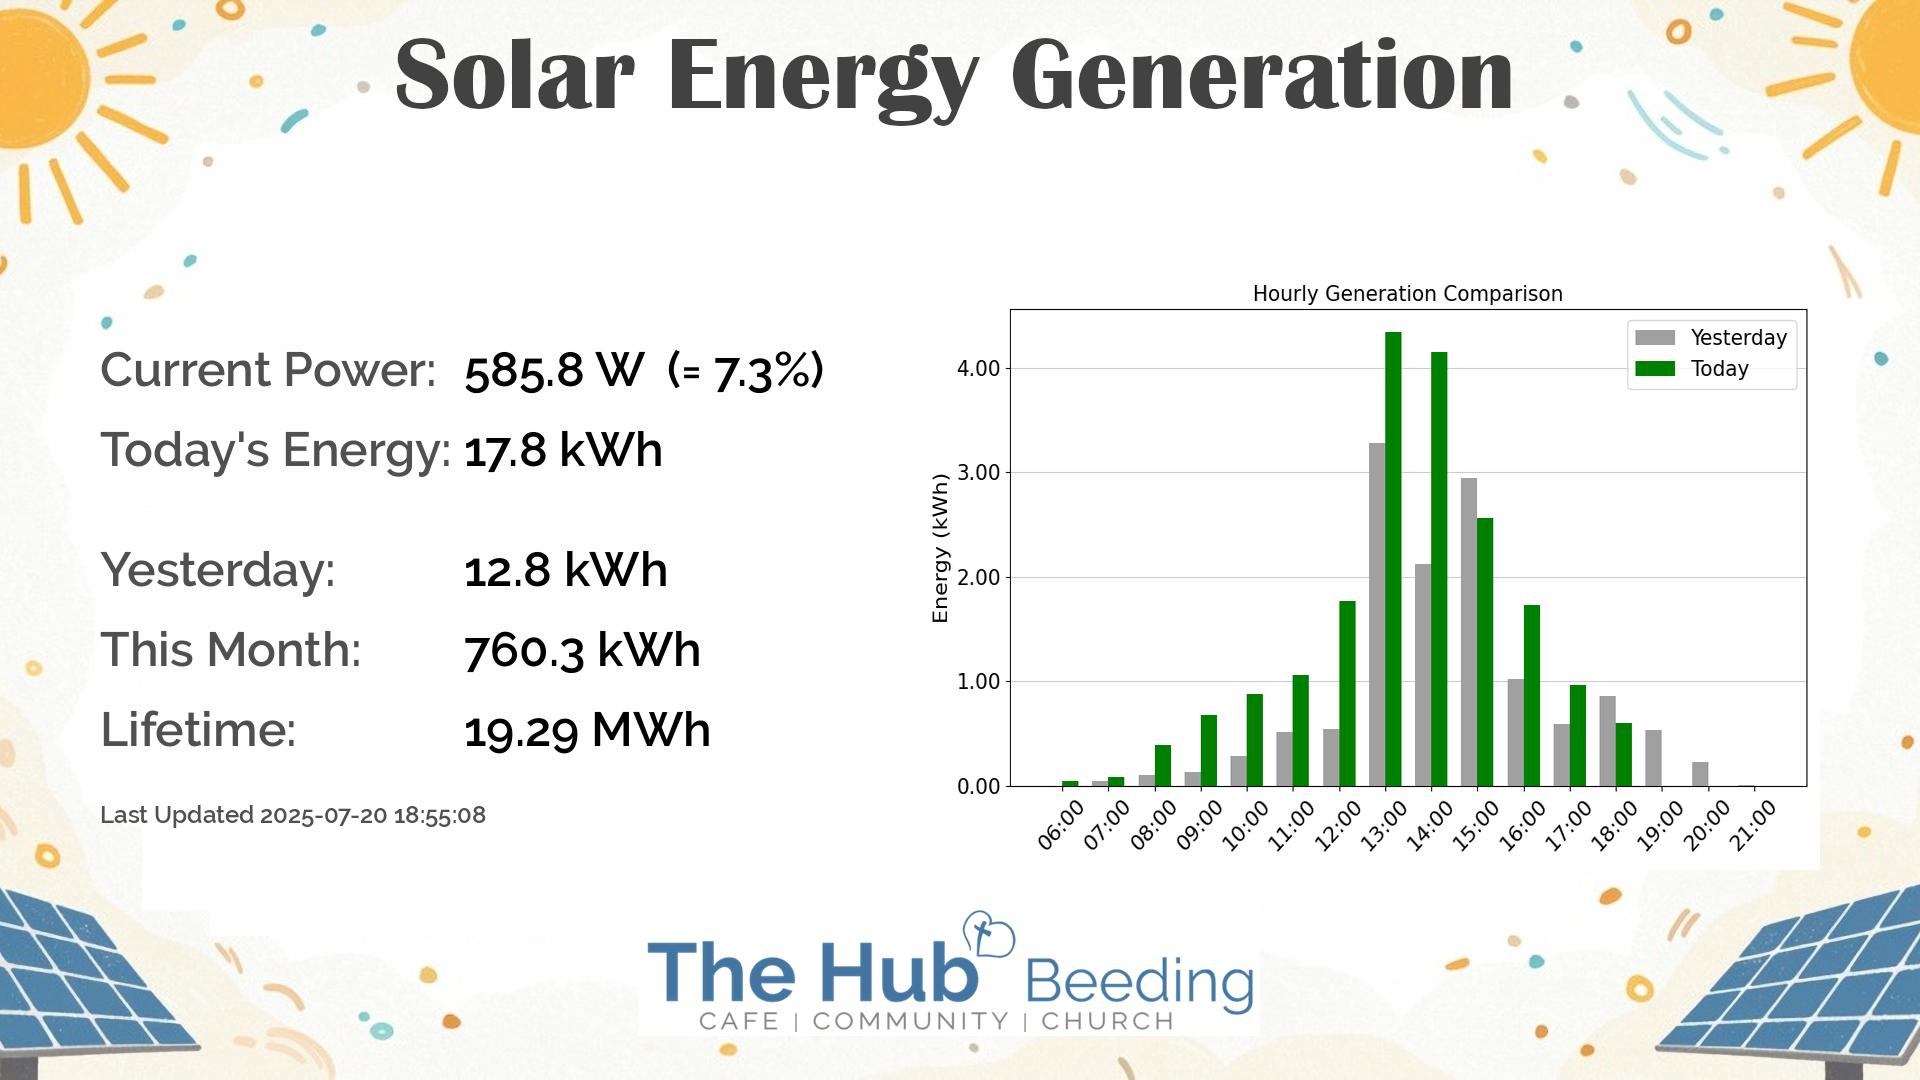 Solar Energy Generation
Current Power: 585.8 W (= 7.3%)
Today's Energy: 17.8 kWh
Yesterday: 12.8 kWh
This Month: 760.3 kWh
Lifetime: 19.29 MWh
Last Updated 2025-07-20 18:55:08
Hourly Generation Comparison
Yesterday
Today
Energy (kWh)
4.00
3.00
2.00
1.00
0.00
06:00 07:00 08:00 09:00 10:00 11:00 12:00 13:00 14:00 15:00 16:00 17:00 18:00 19:00 20:00 21:00
The Hub Beeding
CAFE | COMMUNITY | CHURCH